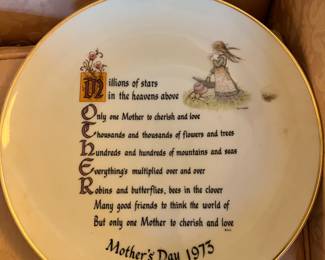 Millions of stars
in the heavens above
Only one Mother to cherish and love
Thousands and thousands of flowers and trees
Hundreds and hundreds of mountains and seas
Everything's multiplied over and over
Robins and butterflies, bees in the clover
Many good friends to think the world of
But only one Mother to cherish and love
Mother's Day 1973